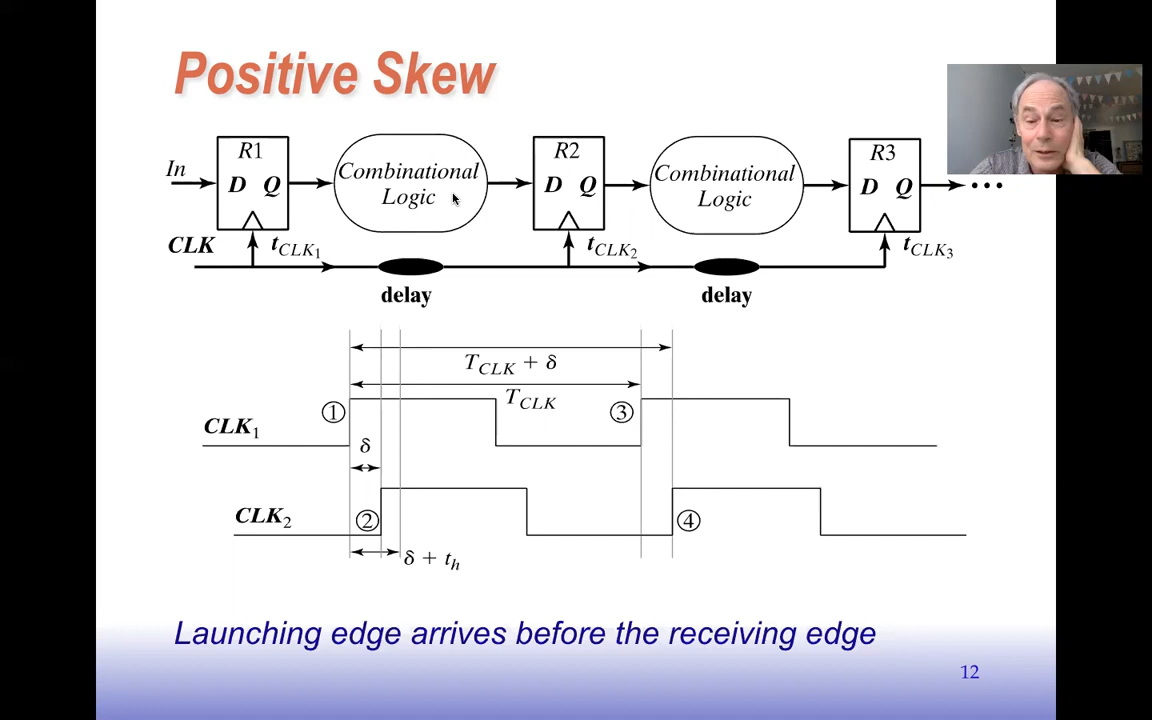 Positive Skew
In
R1
D Q
Combinational
Logic
R2
D Q
Combinational
Logic
R3
D Q
•••
CLK
tCLK1
tCLK2
tCLK3
delay
delay
TCLK + δ
TCLK
①
③
CLK1
δ
CLK2
②
④
δ + th
Launching edge arrives before the receiving edge
12